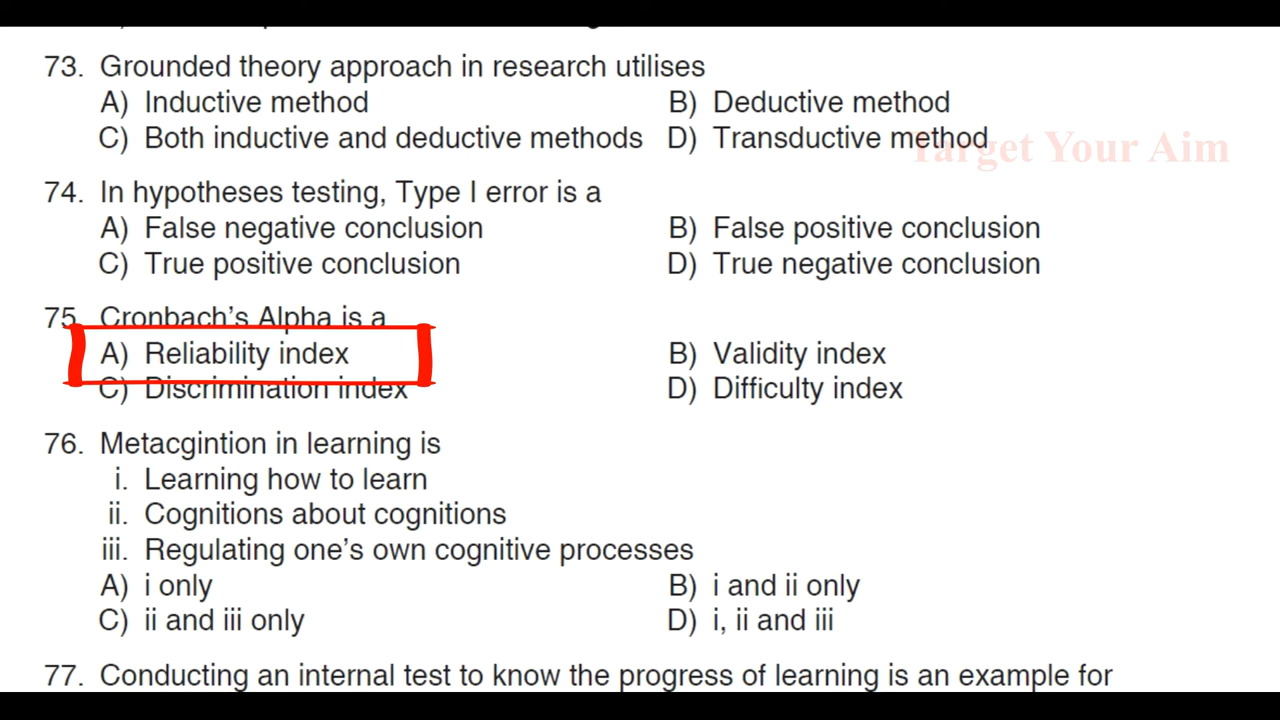 73. Grounded theory approach in research utilises
A) Inductive method B) Deductive method
C) Both inductive and deductive methods D) Transductive method
Target Your Aim
74. In hypotheses testing, Type I error is a
A) False negative conclusion B) False positive conclusion
C) True positive conclusion D) True negative conclusion
75. Cronbach's Alpha is a
A) Reliability index B) Validity index
C) Discrimination index D) Difficulty index
76. Metacgintion in learning is
i. Learning how to learn
ii. Cognitions about cognitions
iii. Regulating one's own cognitive processes
A) i only B) i and ii only
C) ii and iii only D) i, ii and iii
77. Conducting an internal test to know the progress of learning is an example for